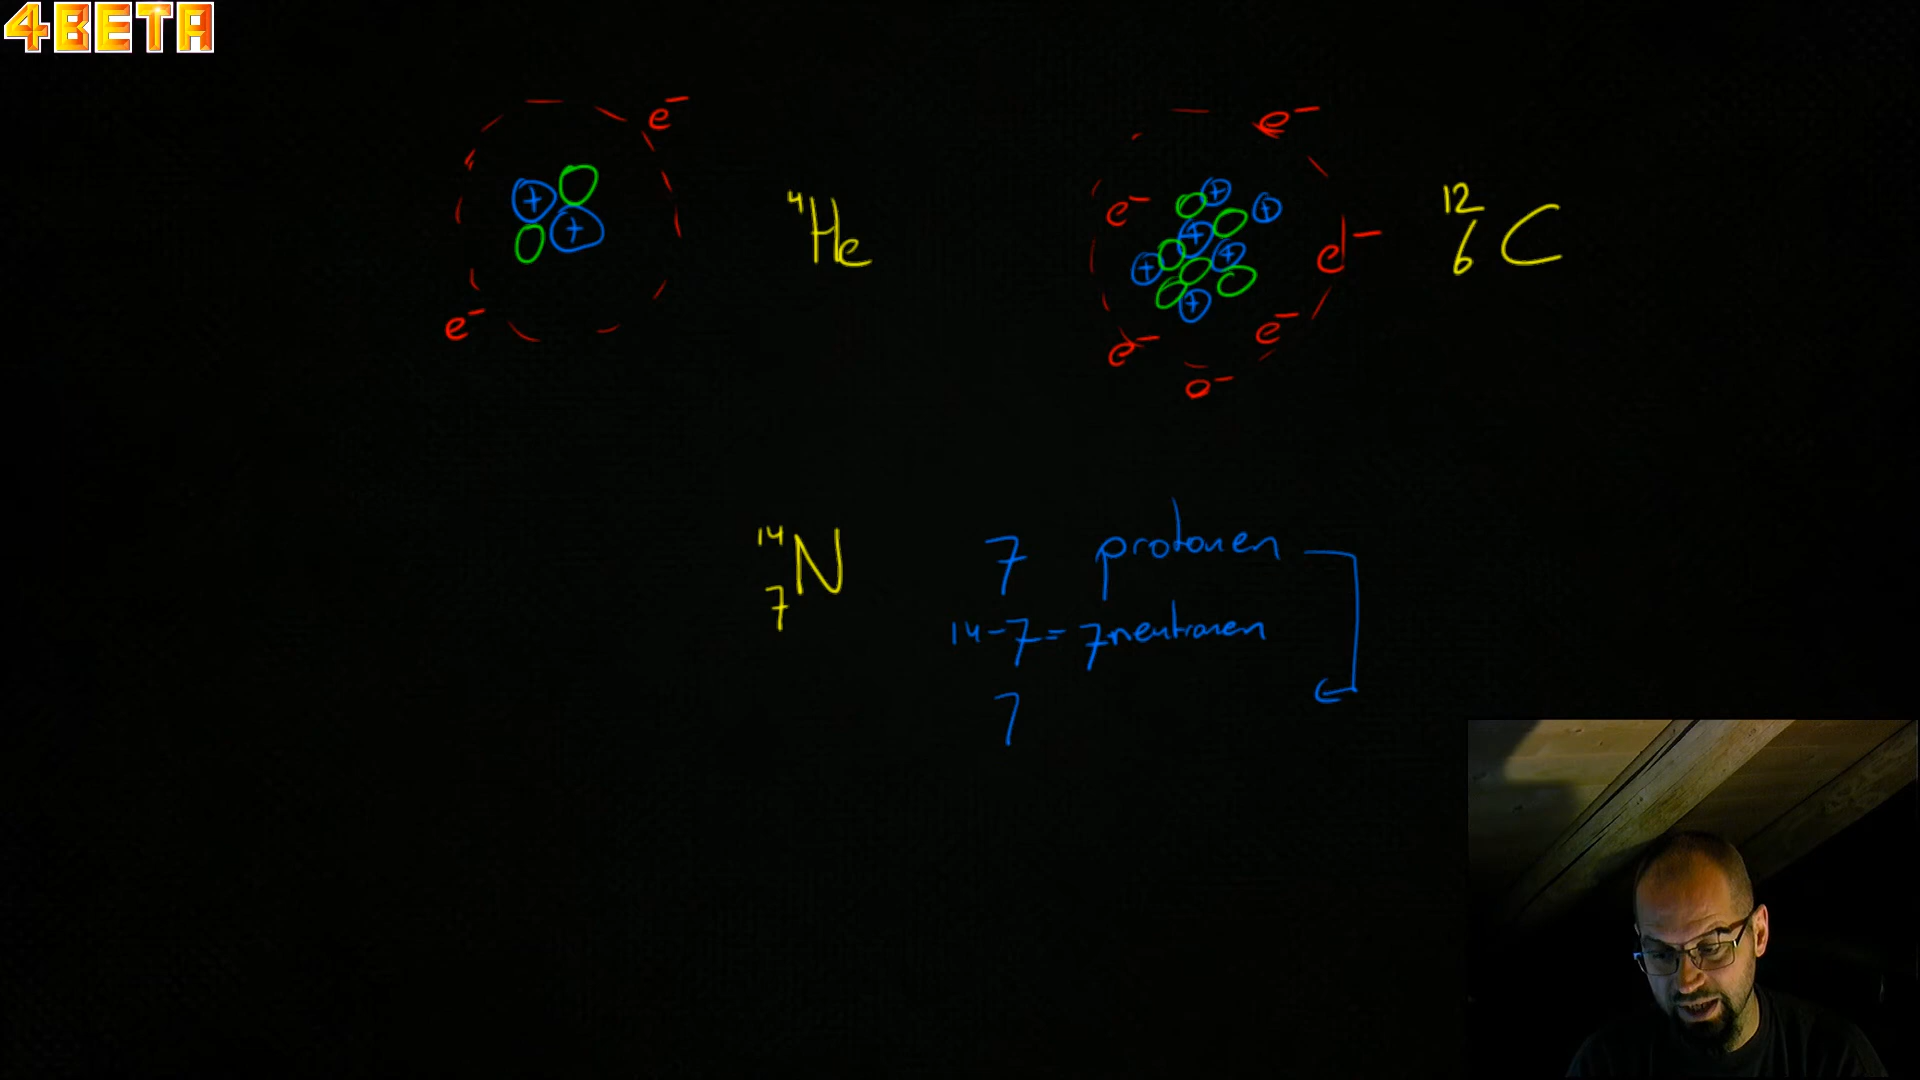 4BETA
e⁻
e⁻
+
+
⁴He
e⁻
e⁻
e⁻
e⁻
e⁻
o⁻
+
+
+
+
+
+
¹²₆C
¹⁴₇N
7 protonen
14-7=7neutronen
7